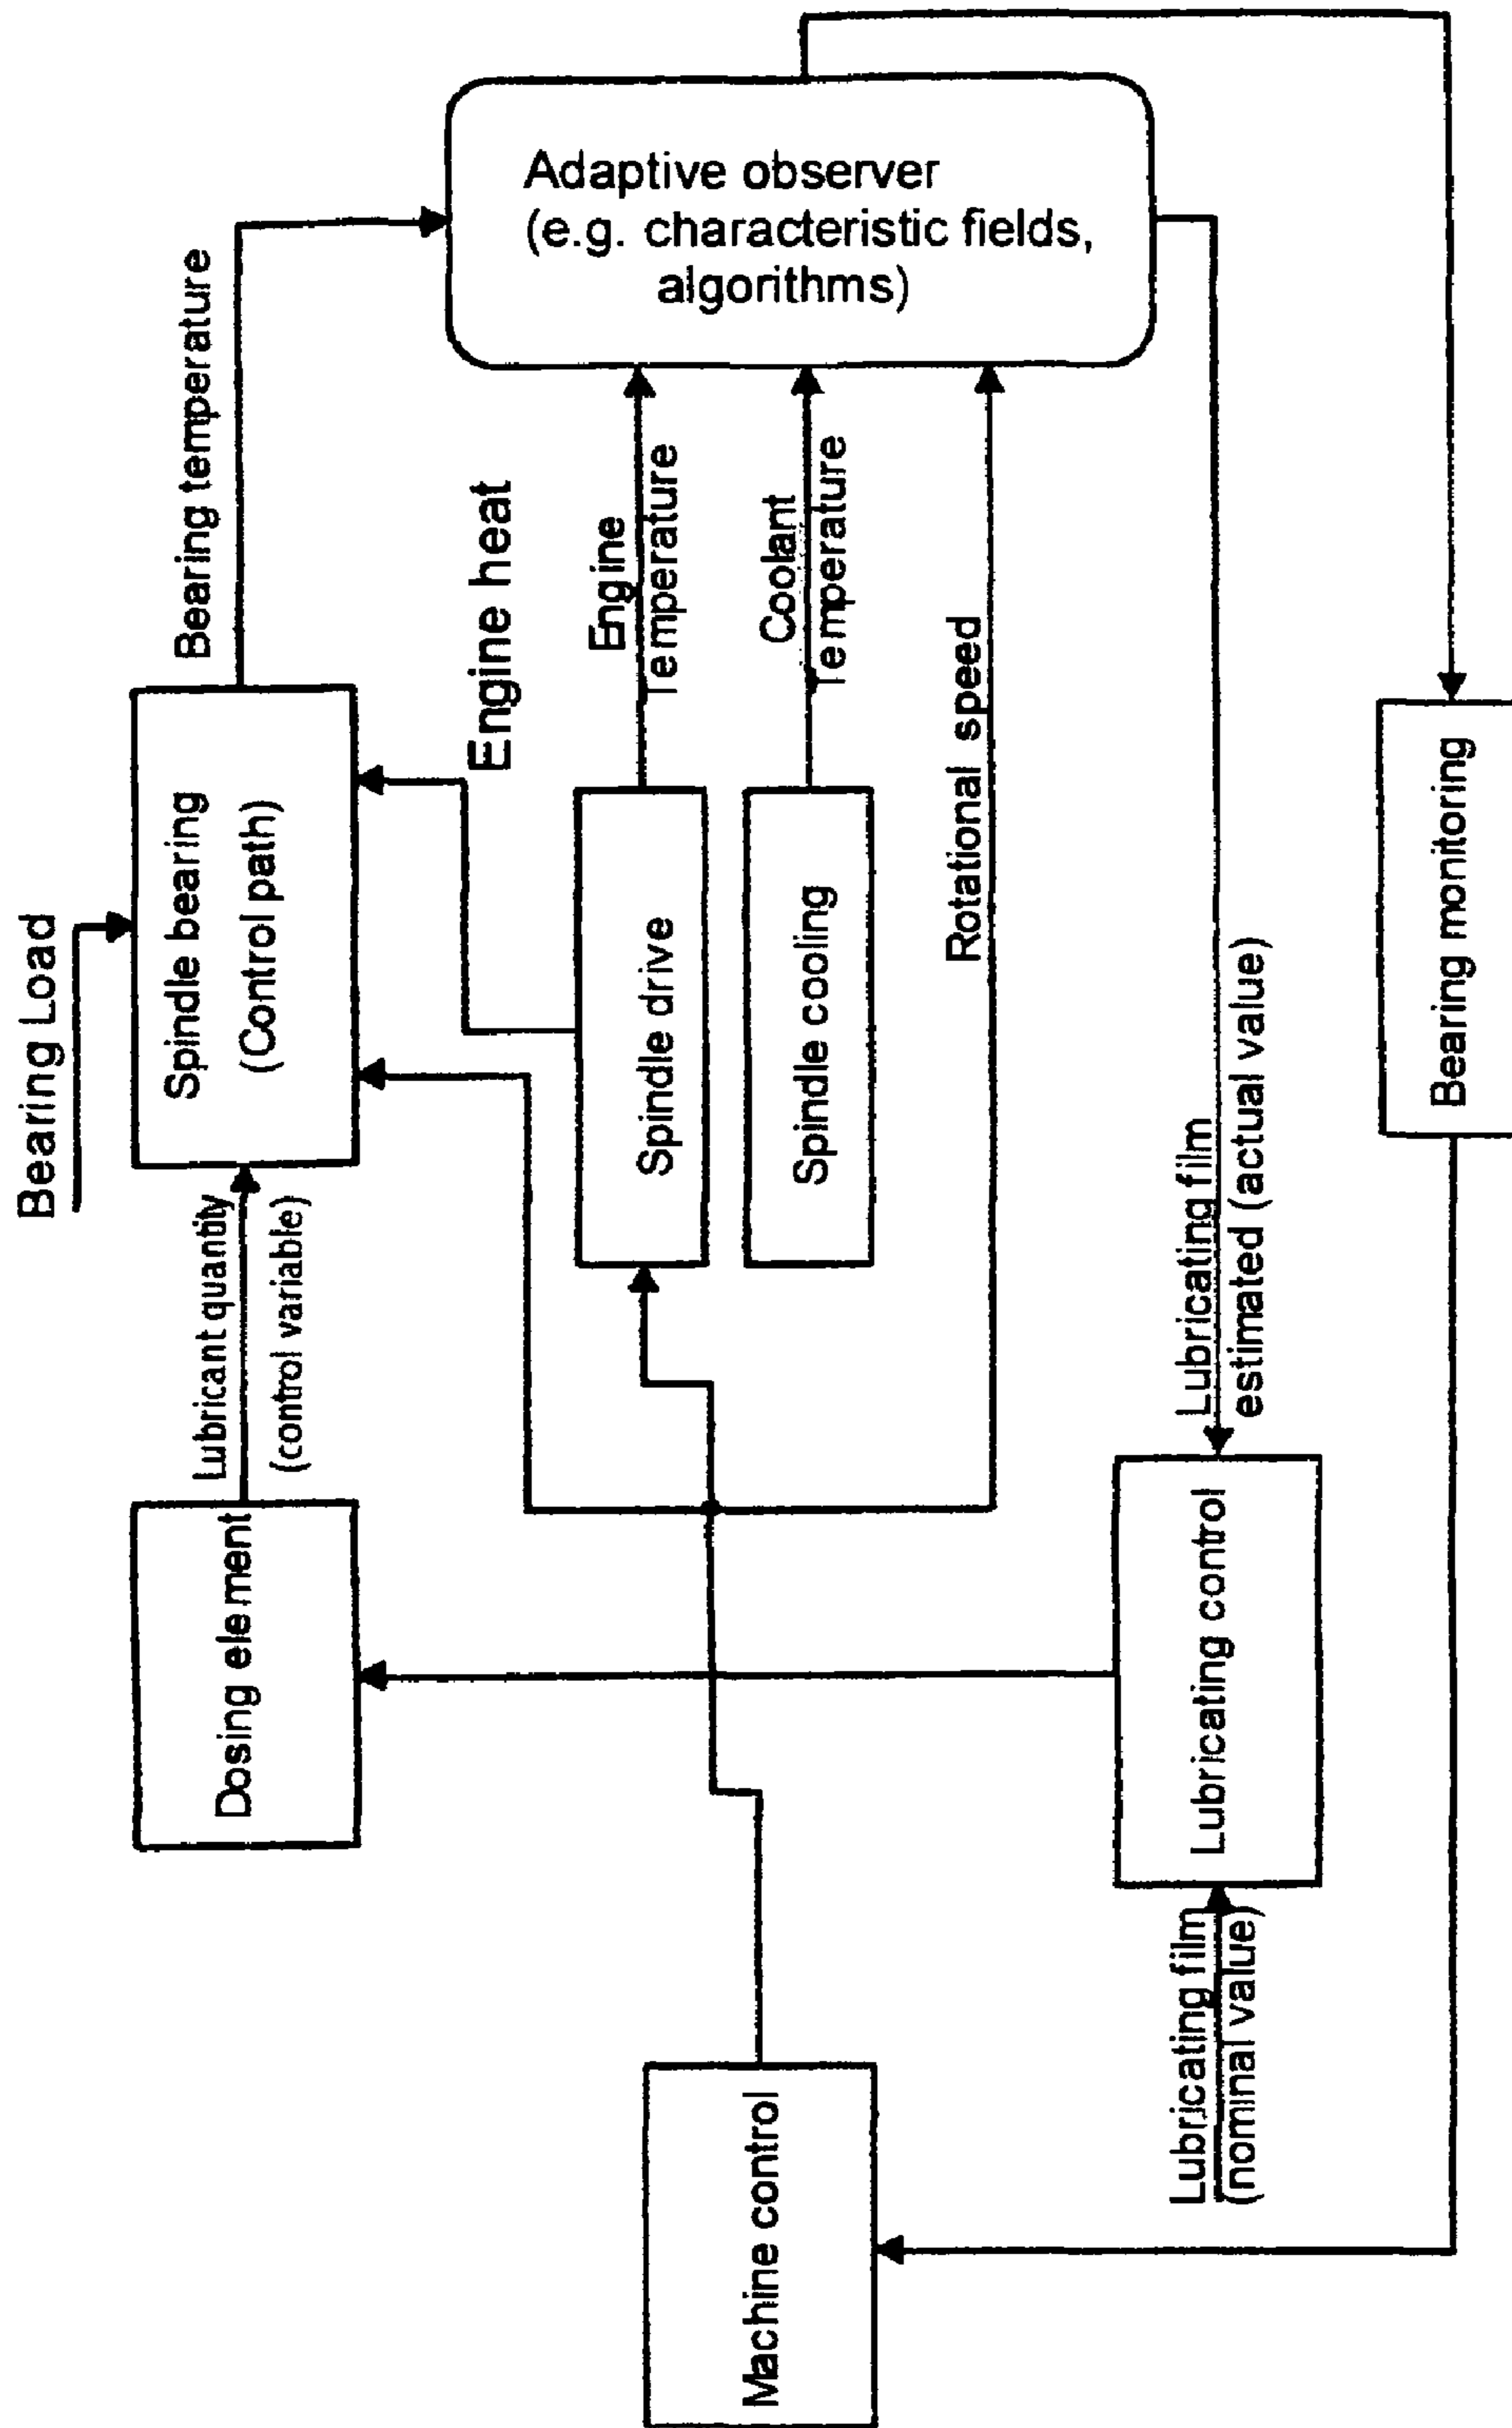 Bearing Load
Lubricant quantity
(control variable)
Dosing element
Spindle bearing
(Control path)
Bearing temperature
Engine heat
Engine
Temperature
Spindle drive
Coolant
Temperature
Spindle cooling
Rotational speed
Adaptive observer
(e.g. characteristic fields,
algorithms)
Machine control
Lubricating film
(nominal value)
Lubricating control
Lubricating film
estimated (actual value)
Bearing monitoring